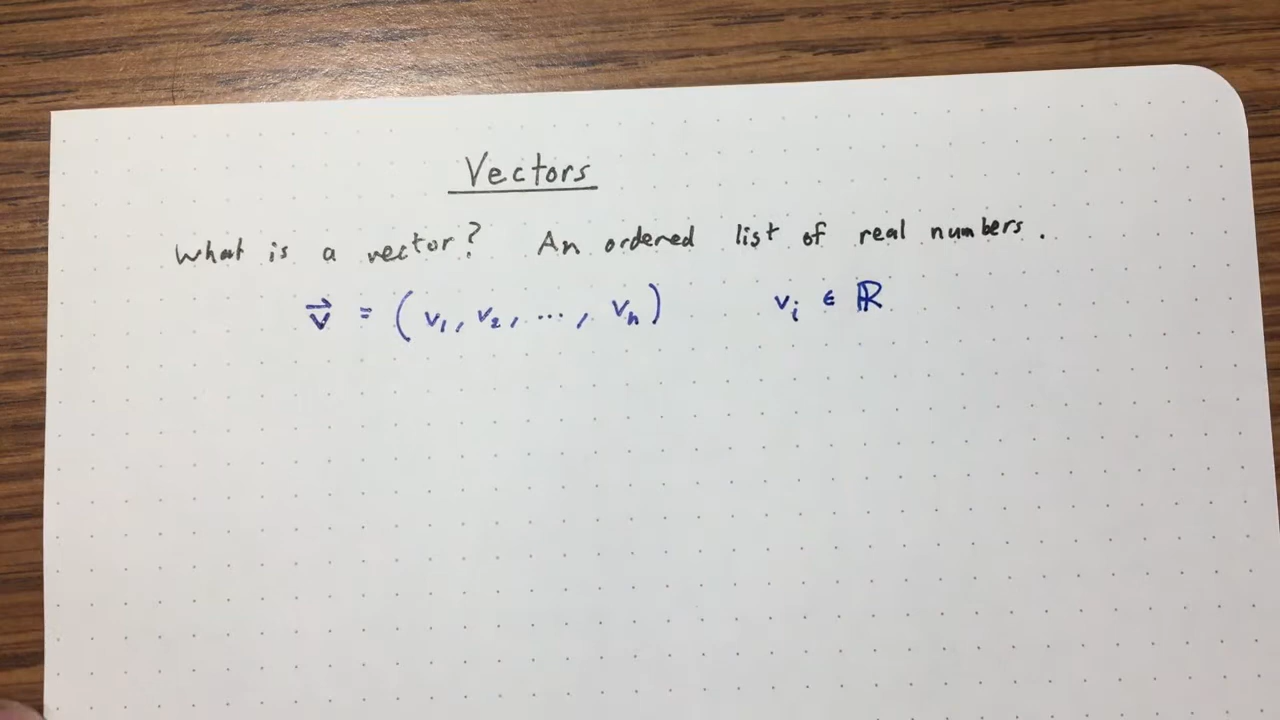 Vectors
What is a vector? An ordered list of real numbers.
v⃗ = (v₁, v₂, ..., vₙ) vᵢ ∈ ℝ